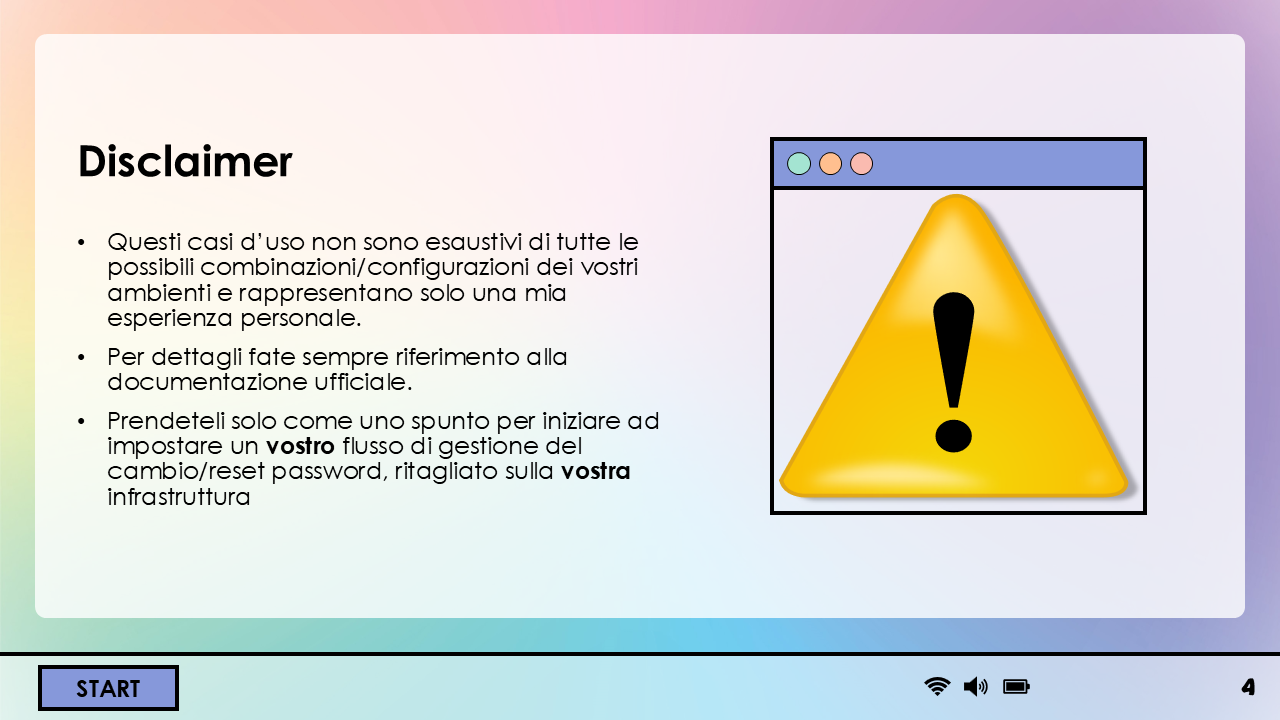 Disclaimer
• Questi casi d’uso non sono esaustivi di tutte le
possibili combinazioni/configurazioni dei vostri
ambienti e rappresentano solo una mia
esperienza personale.
• Per dettagli fate sempre riferimento alla
documentazione ufficiale.
• Prendeteli solo come uno spunto per iniziare ad
impostare un vostro flusso di gestione del
cambio/reset password, ritagliato sulla vostra
infrastruttura
!
START
4